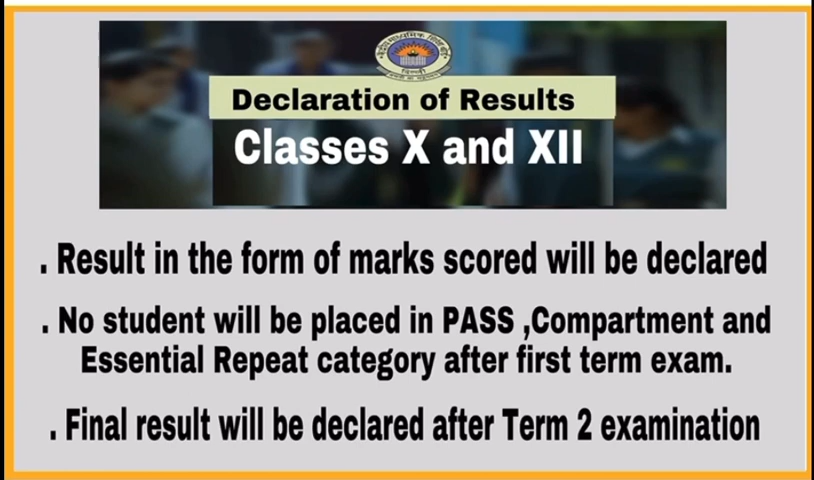 Declaration of Results
Classes X and XII
. Result in the form of marks scored will be declared
. No student will be placed in PASS ,Compartment and
Essential Repeat category after first term exam.
. Final result will be declared after Term 2 examination